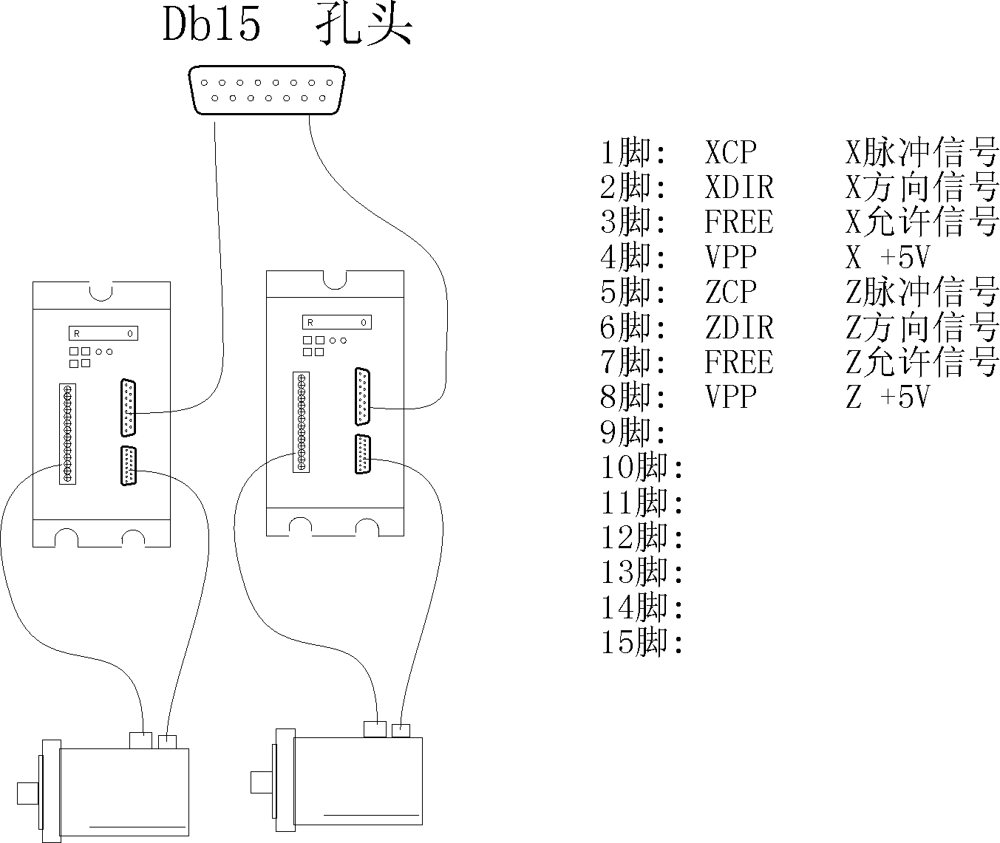 Db15 孔头
1脚: XCP X脉冲信号
2脚: XDIR X方向信号
3脚: FREE X允许信号
4脚: VPP X +5V
5脚: ZCP Z脉冲信号
6脚: ZDIR Z方向信号
7脚: FREE Z允许信号
8脚: VPP Z +5V
9脚:
10脚:
11脚:
12脚:
13脚:
14脚:
15脚:
R 0
R 0